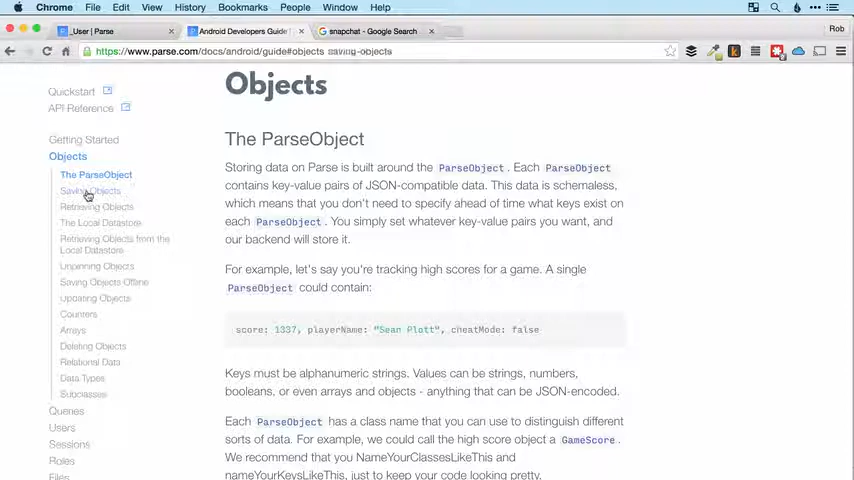 Chrome File Edit View History Bookmarks People Window Help
_User | Parse
Android Developers Guide |
snapchat - Google Search
Rob
https://www.parse.com/docs/android/guide#objects-saving-objects
Quickstart
API Reference
Getting Started
Objects
The ParseObject
Saving Objects
Retrieving Objects
The Local Datastore
Retrieving Objects from the
Local Datastore
Unpinning Objects
Saving Objects Offline
Updating Objects
Counters
Arrays
Deleting Objects
Relational Data
Data Types
Subclasses
Queries
Users
Sessions
Roles
Files
Objects
The ParseObject
Storing data on Parse is built around the ParseObject. Each ParseObject
contains key-value pairs of JSON-compatible data. This data is schemaless,
which means that you don't need to specify ahead of time what keys exist on
each ParseObject. You simply set whatever key-value pairs you want, and
our backend will store it.
For example, let's say you're tracking high scores for a game. A single
ParseObject could contain:
score: 1337, playerName: "Sean Plott", cheatMode: false
Keys must be alphanumeric strings. Values can be strings, numbers,
booleans, or even arrays and objects - anything that can be JSON-encoded.
Each ParseObject has a class name that you can use to distinguish different
sorts of data. For example, we could call the high score object a GameScore.
We recommend that you NameYourClassesLikeThis and
nameYourKeysLikeThis, just to keep your code looking pretty.